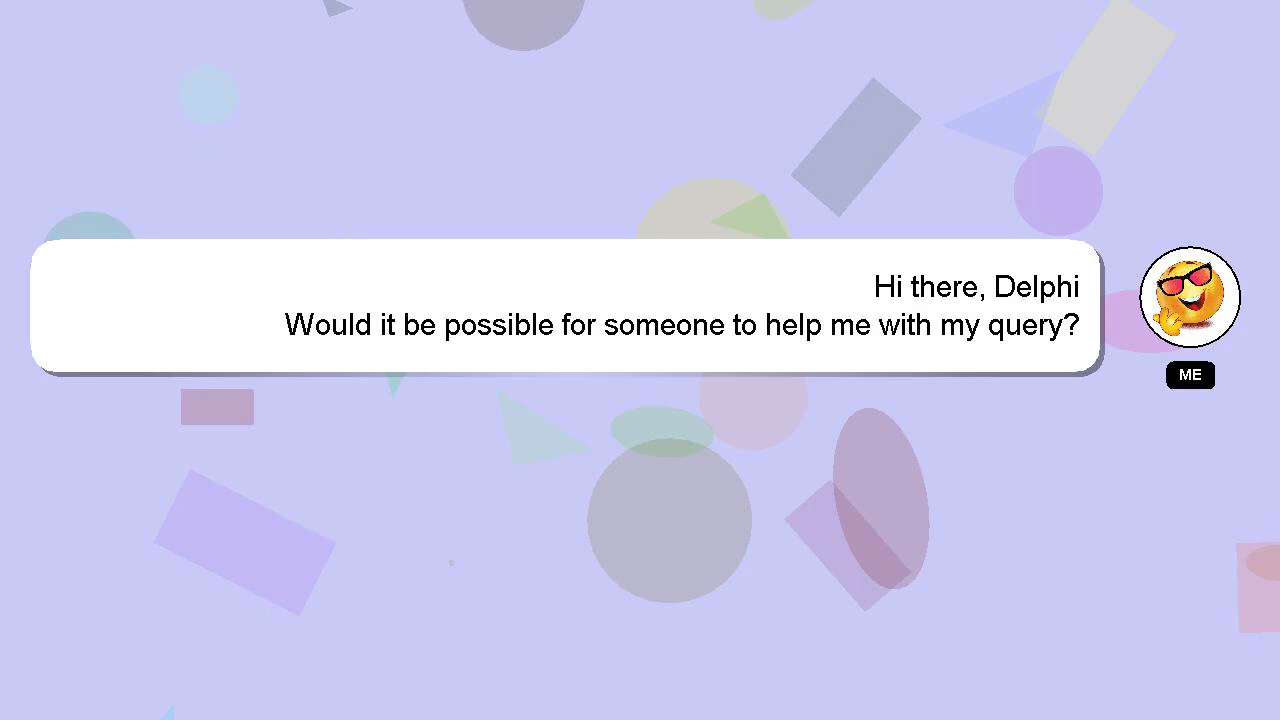 Hi there, Delphi
Would it be possible for someone to help me with my query?
ME